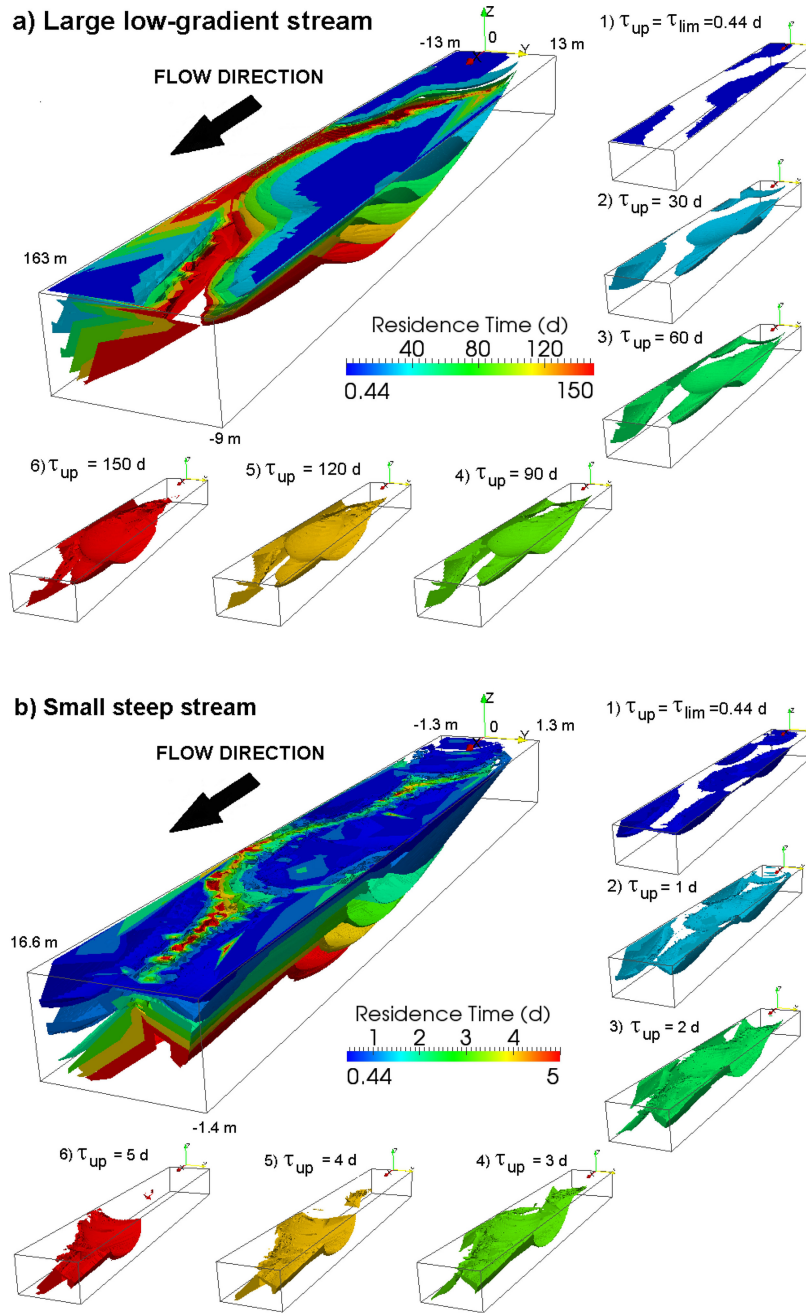 a) Large low-gradient stream
Z
0
-13 m
13 m
X
Y
FLOW DIRECTION
163 m
-9 m
Residence Time (d)
40 80 120
0.44 150
1) τup = τlim =0.44 d
2) τup = 30 d
3) τup = 60 d
6) τup = 150 d
5) τup = 120 d
4) τup = 90 d
b) Small steep stream
Z
-1.3 m
0
1.3 m
X
Y
FLOW DIRECTION
16.6 m
-1.4 m
Residence Time (d)
1 2 3 4
0.44 5
1) τup = τlim =0.44 d
2) τup = 1 d
3) τup = 2 d
6) τup = 5 d
5) τup = 4 d
4) τup = 3 d